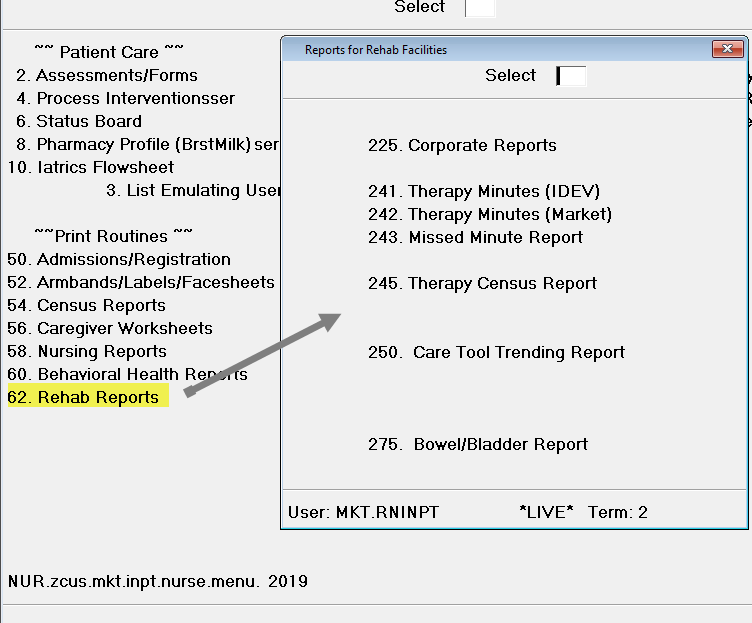 Select
~~ Patient Care ~~
2. Assessments/Forms
4. Process Interventionsser
6. Status Board
8. Pharmacy Profile (BrstMilk) ser
10. Iatrics Flowsheet
3. List Emulating User
~~Print Routines ~~
50. Admissions/Registration
52. Armbands/Labels/Facesheets
54. Census Reports
56. Caregiver Worksheets
58. Nursing Reports
60. Behavioral Health Reports
62. Rehab Reports
Reports for Rehab Facilities
Select
225. Corporate Reports
241. Therapy Minutes (IDEV)
242. Therapy Minutes (Market)
243. Missed Minute Report
245. Therapy Census Report
250. Care Tool Trending Report
275. Bowel/Bladder Report
User: MKT.RNINPT *LIVE* Term: 2
NUR.zcus.mkt.inpt.nurse.menu. 2019